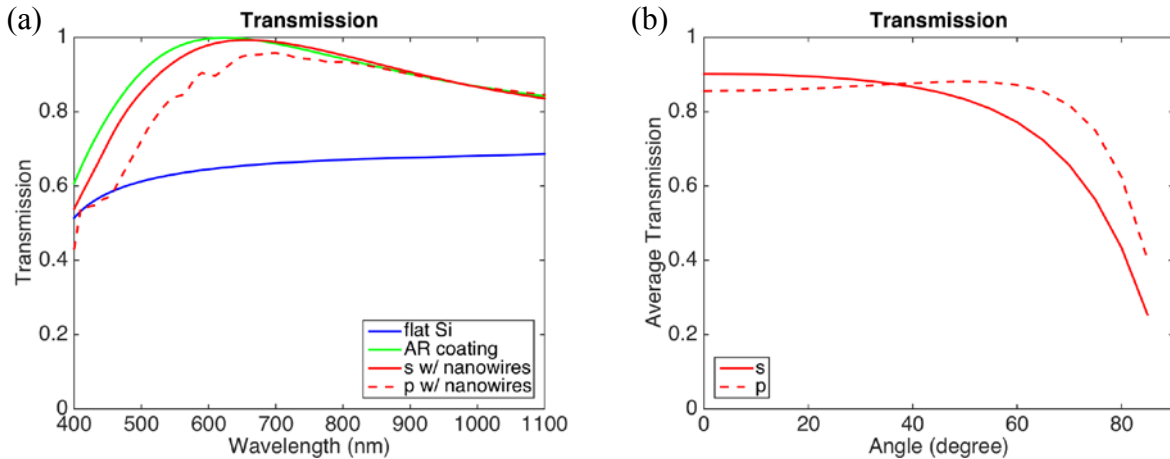 (a)
Transmission
Transmission
1
0.8
0.6
0.4
0.2
0
400 500 600 700 800 900 1000 1100
Wavelength (nm)
flat Si
AR coating
s w/ nanowires
p w/ nanowires
(b)
Transmission
Average Transmission
1
0.8
0.6
0.4
0.2
0
0 20 40 60 80
Angle (degree)
s
p